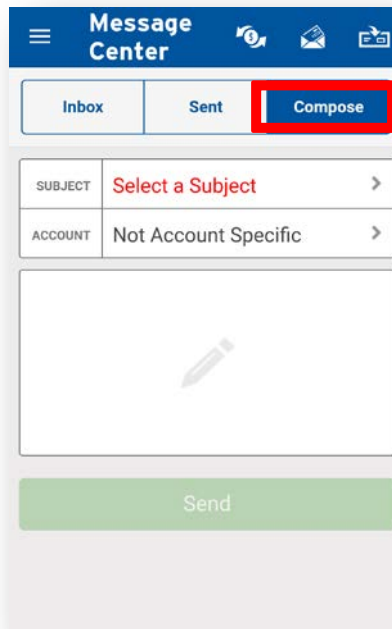 Message
Center
Inbox Sent Compose
SUBJECT Select a Subject
ACCOUNT Not Account Specific
Send